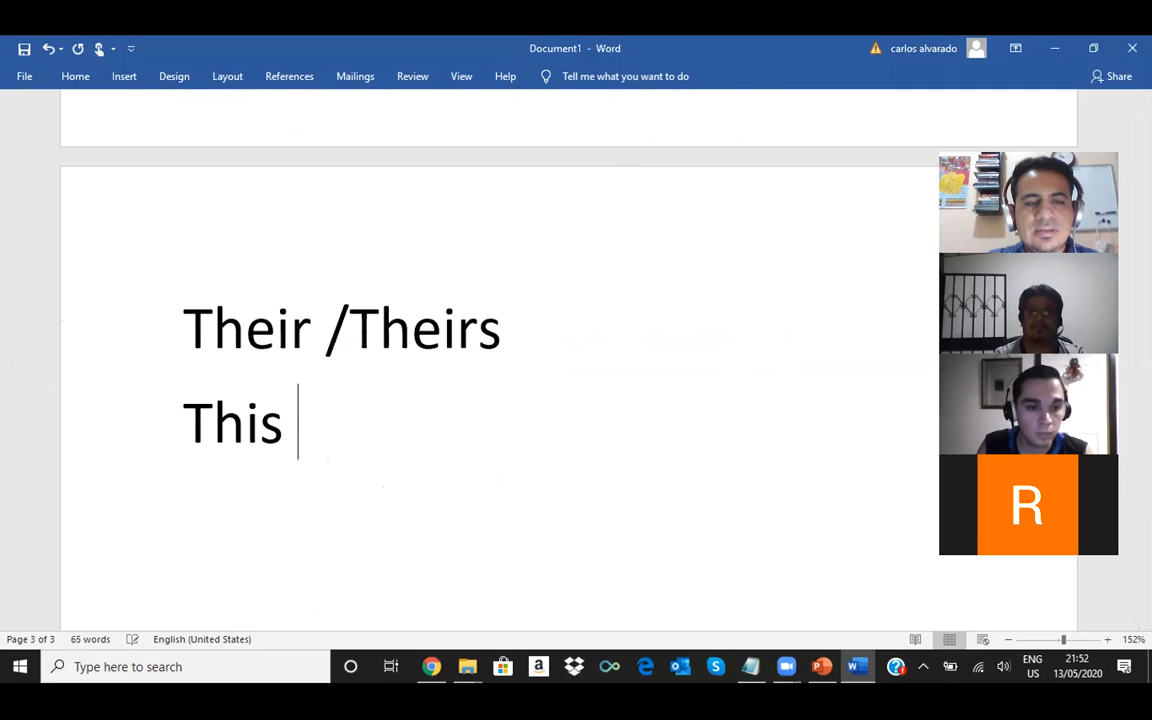 Document1 - Word
carlos alvarado
File Home Insert Design Layout References Mailings Review View Help Tell me what you want to do Share
Their /Theirs
This
R
Page 3 of 3 65 words English (United States) 152%
Type here to search
ENG
US
21:52
13/05/2020